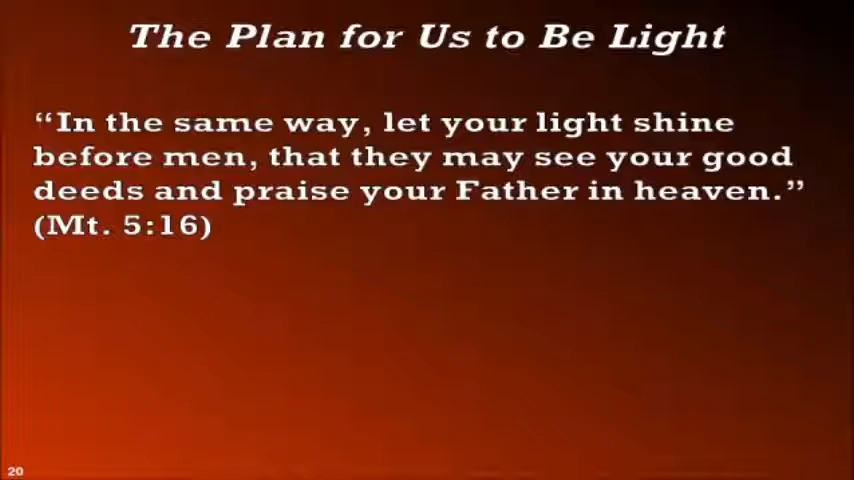 The Plan for Us to Be Light
“In the same way, let your light shine
before men, that they may see your good
deeds and praise your Father in heaven.”
(Mt. 5:16)
20